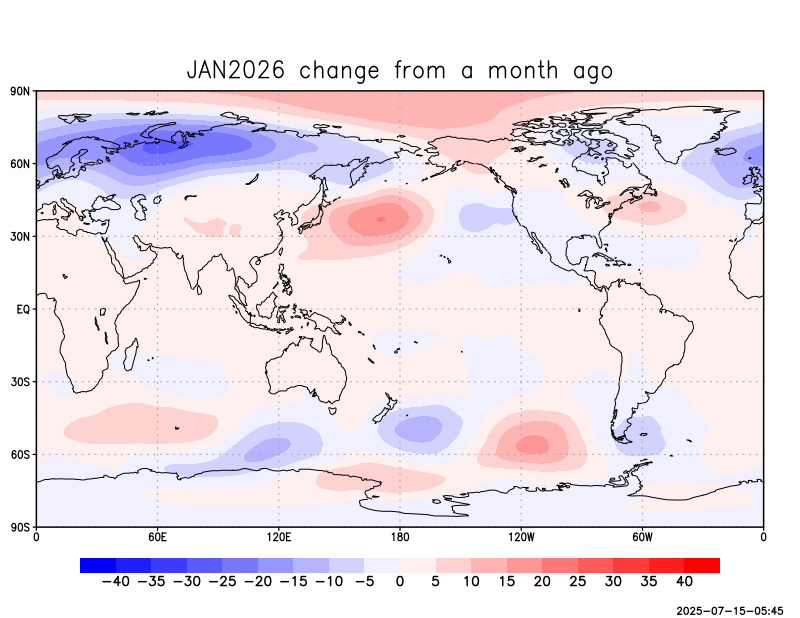 JAN2026 change from a month ago
90N
60N
30N
EQ
30S
60S
90S
0 60E 120E 180 120W 60W 0
−40 −35 −30 −25 −20 −15 −10 −5 0 5 10 15 20 25 30 35 40
2025-07-15-05:45